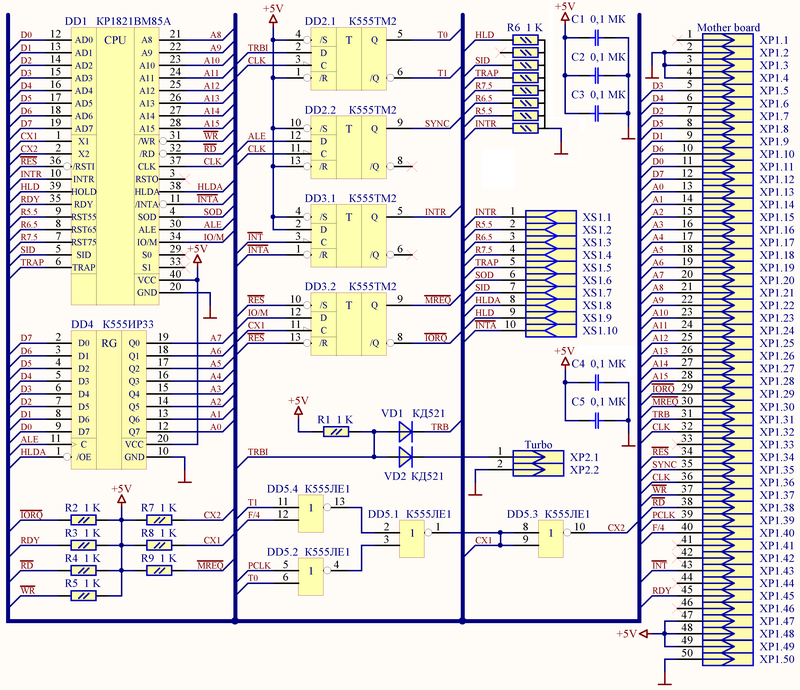 DD1 КР1821ВМ85А
CPU
D0 12 AD0 A8 21 A8
D1 13 AD1 A9 22 A9
D2 14 AD2 A10 23 A10
D3 15 AD3 A11 24 A11
D4 16 AD4 A12 25 A12
D5 17 AD5 A13 26 A13
D6 18 AD6 A14 27 A14
D7 19 AD7 A15 28 A15
CX1 1 X1 /WR 31 WR
CX2 2 X2 /RD 32 RD
RES 36 /RSTI CLK 37 CLK
INTR 10 INTR RSTO 3
HLD 39 HOLD HLDA 38 HLDA
RDY 35 RDY /INTA 11 INTA
R5.5 9 RST55 SOD 4 SOD
R6.5 8 RST65 ALE 30 ALE
R7.5 7 RST75 IO/M 34 IO/M
SID 5 SID S0 29
TRAP 6 TRAP S1 33
+5V
VCC 40
GND 20
DD4 К555ИР33
RG
D7 2 D0 Q0 19 A7
D6 3 D1 Q1 18 A6
D5 4 D2 Q2 17 A5
D4 5 D3 Q3 16 A4
D3 6 D4 Q4 15 A3
D2 7 D5 Q5 14 A2
D1 8 D6 Q6 13 A1
D0 9 D7 Q7 12 A0
ALE 11 C VCC 20
HLDA 1 /OE GND 10
+5V
IORQ R2 1 K R7 1 K CX2
RDY R3 1 K R8 1 K CX1
RD R4 1 K R9 1 K MREQ
WR R5 1 K
+5V
DD2.1 К555ТМ2
4 /S T Q 5 T0
TRBI 2 D
CLK 3 C
1 /R /Q 6 T1
DD2.2 К555ТМ2
10 /S T Q 9 SYNC
ALE 12 D
CLK 11 C
13 /R /Q 8
DD3.1 К555ТМ2
4 /S T Q 5 INTR
2 D
INT 3 C
INTA 1 /R /Q 6
DD3.2 К555ТМ2
RES 10 /S T Q 9 MREQ
IO/M 12 D
CX1 11 C
RES 13 /R /Q 8 IORQ
+5V
R1 1 K VD1 КД521
TRB
TRBI
VD2 КД521
Turbo
1 XP2.1
2 XP2.2
DD5.4 К555ЛЕ1
T1 11 1 13
F/4 12
DD5.1 К555ЛЕ1
2 1 1
3
DD5.2 К555ЛЕ1
PCLK 5 1 4
T0 6
DD5.3 К555ЛЕ1
8 1 10 CX2
CX1 9
R6 1 K
HLD
SID
TRAP
R7.5
R6.5
R5.5
INTR
+5V
C1 0,1 МК
C2 0,1 МК
C3 0,1 МК
INTR 1 XS1.1
R5.5 2 XS1.2
R6.5 3 XS1.3
R7.5 4 XS1.4
TRAP 5 XS1.5
SOD 6 XS1.6
SID 7 XS1.7
HLDA 8 XS1.8
HLD 9 XS1.9
INTA 10 XS1.10
+5V
C4 0,1 МК
C5 0,1 МК
Mother board
1 XP1.1
2 XP1.2
3 XP1.3
4 XP1.4
D3 5 XP1.5
D4 6 XP1.6
D2 7 XP1.7
D5 8 XP1.8
D1 9 XP1.9
D6 10 XP1.10
D0 11 XP1.11
D7 12 XP1.12
A0 13 XP1.13
A1 14 XP1.14
A2 15 XP1.15
A3 16 XP1.16
A4 17 XP1.17
A5 18 XP1.18
A6 19 XP1.19
A7 20 XP1.20
A8 21 XP1.21
A9 22 XP1.22
A10 23 XP1.23
A11 24 XP1.24
A12 25 XP1.25
A13 26 XP1.26
A14 27 XP1.27
A15 28 XP1.28
IORQ 29 XP1.29
MREQ 30 XP1.30
TRB 31 XP1.31
CLK 32 XP1.32
33 XP1.33
RES 34 XP1.34
SYNC 35 XP1.35
CLK 36 XP1.36
WR 37 XP1.37
RD 38 XP1.38
PCLK 39 XP1.39
F/4 40 XP1.40
41 XP1.41
42 XP1.42
INT 43 XP1.43
44 XP1.44
RDY 45 XP1.45
46 XP1.46
47 XP1.47
+5V 48 XP1.48
49 XP1.49
50 XP1.50